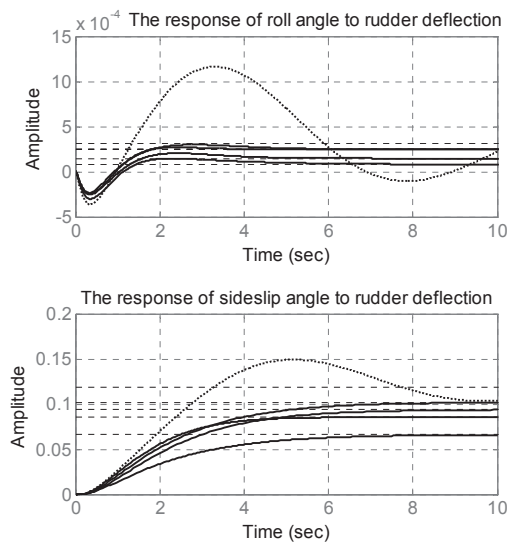 x 10^-4 The response of roll angle to rudder deflection
15
10
5
0
-5
Amplitude
0 2 4 6 8 10
Time (sec)
The response of sideslip angle to rudder deflection
0.2
0.15
0.1
0.05
0
Amplitude
0 2 4 6 8 10
Time (sec)